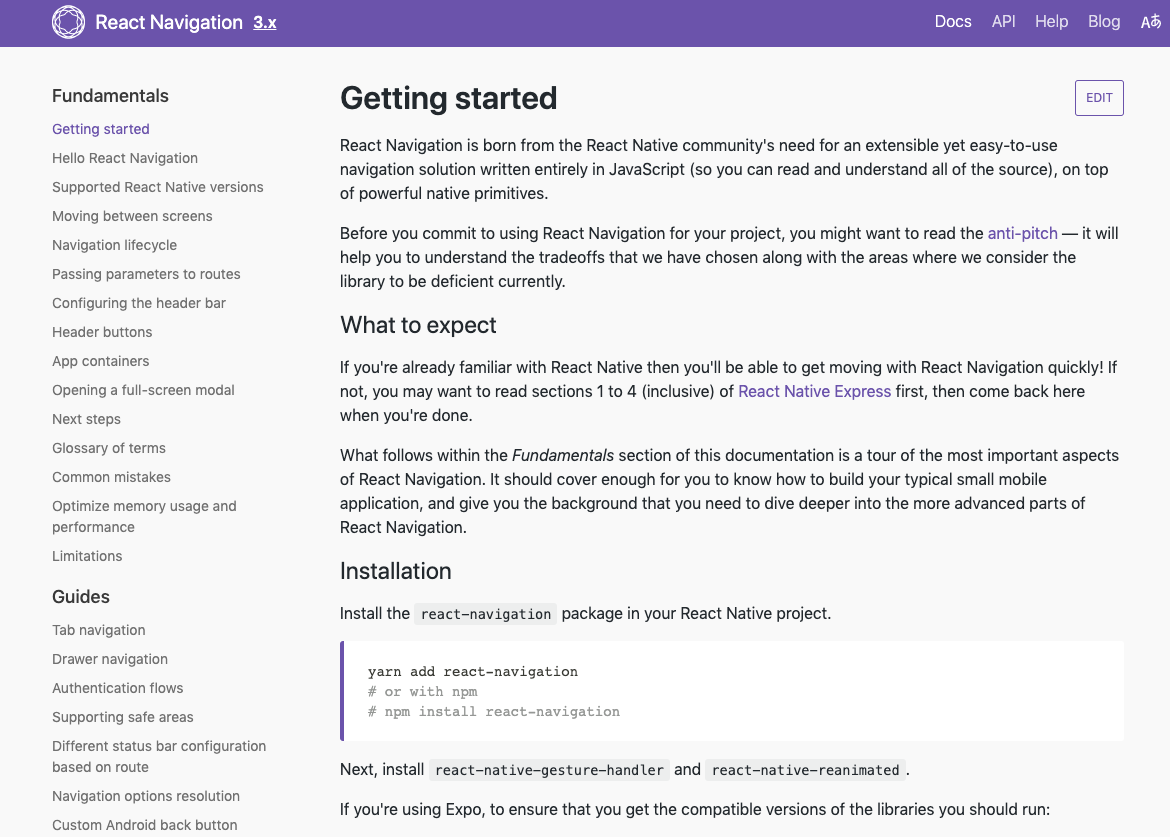 React Navigation 3.x
Docs API Help Blog Aあ
Fundamentals
Getting started
Hello React Navigation
Supported React Native versions
Moving between screens
Navigation lifecycle
Passing parameters to routes
Configuring the header bar
Header buttons
App containers
Opening a full-screen modal
Next steps
Glossary of terms
Common mistakes
Optimize memory usage and
performance
Limitations
Guides
Tab navigation
Drawer navigation
Authentication flows
Supporting safe areas
Different status bar configuration
based on route
Navigation options resolution
Custom Android back button
Getting started
EDIT
React Navigation is born from the React Native community's need for an extensible yet easy-to-use
navigation solution written entirely in JavaScript (so you can read and understand all of the source), on top
of powerful native primitives.
Before you commit to using React Navigation for your project, you might want to read the anti-pitch — it will
help you to understand the tradeoffs that we have chosen along with the areas where we consider the
library to be deficient currently.
What to expect
If you're already familiar with React Native then you'll be able to get moving with React Navigation quickly! If
not, you may want to read sections 1 to 4 (inclusive) of React Native Express first, then come back here
when you're done.
What follows within the Fundamentals section of this documentation is a tour of the most important aspects
of React Navigation. It should cover enough for you to know how to build your typical small mobile
application, and give you the background that you need to dive deeper into the more advanced parts of
React Navigation.
Installation
Install the react-navigation package in your React Native project.
yarn add react-navigation
# or with npm
# npm install react-navigation
Next, install react-native-gesture-handler and react-native-reanimated.
If you're using Expo, to ensure that you get the compatible versions of the libraries you should run: